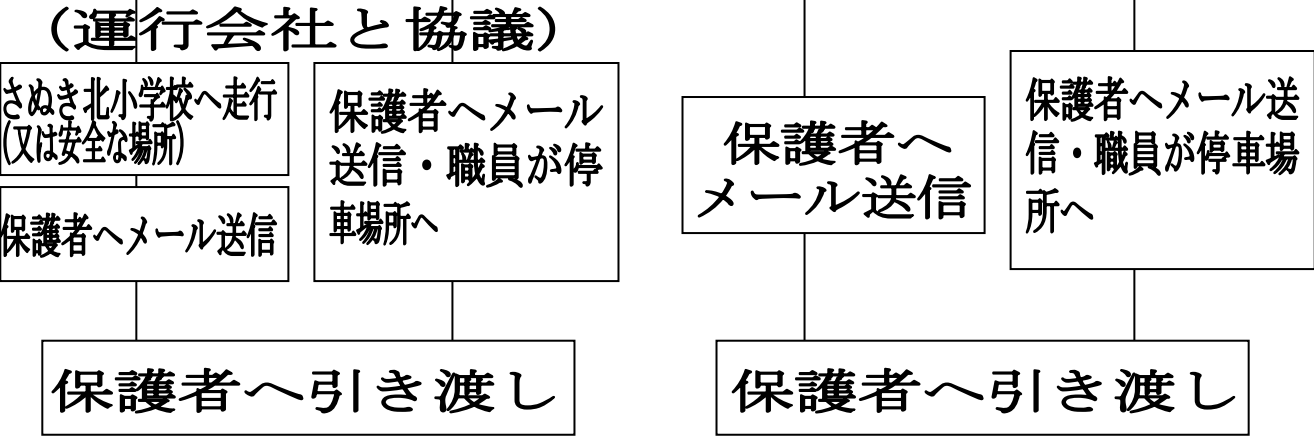 （運行会社と協議）
さぬき北小学校へ走行
(又は安全な場所)
保護者へメール送信
保護者へメール
送信・職員が停
車場所へ
保護者へ
メール送信
保護者へメール送
信・職員が停車場
所へ
保護者へ引き渡し
保護者へ引き渡し